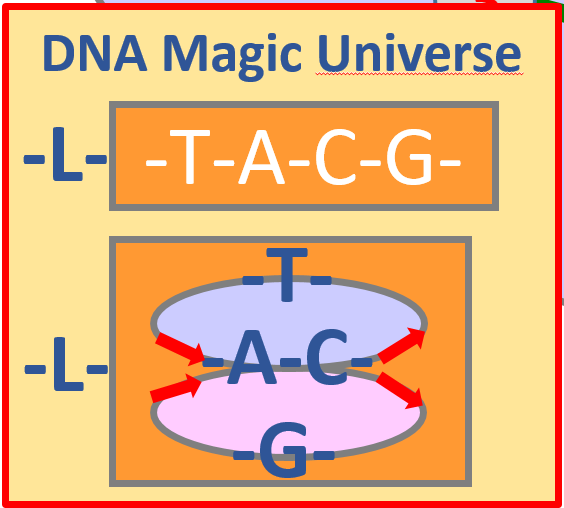 DNA Magic Universe
-L- -T-A-C-G-
-T-
-L- -A-C-
-G-